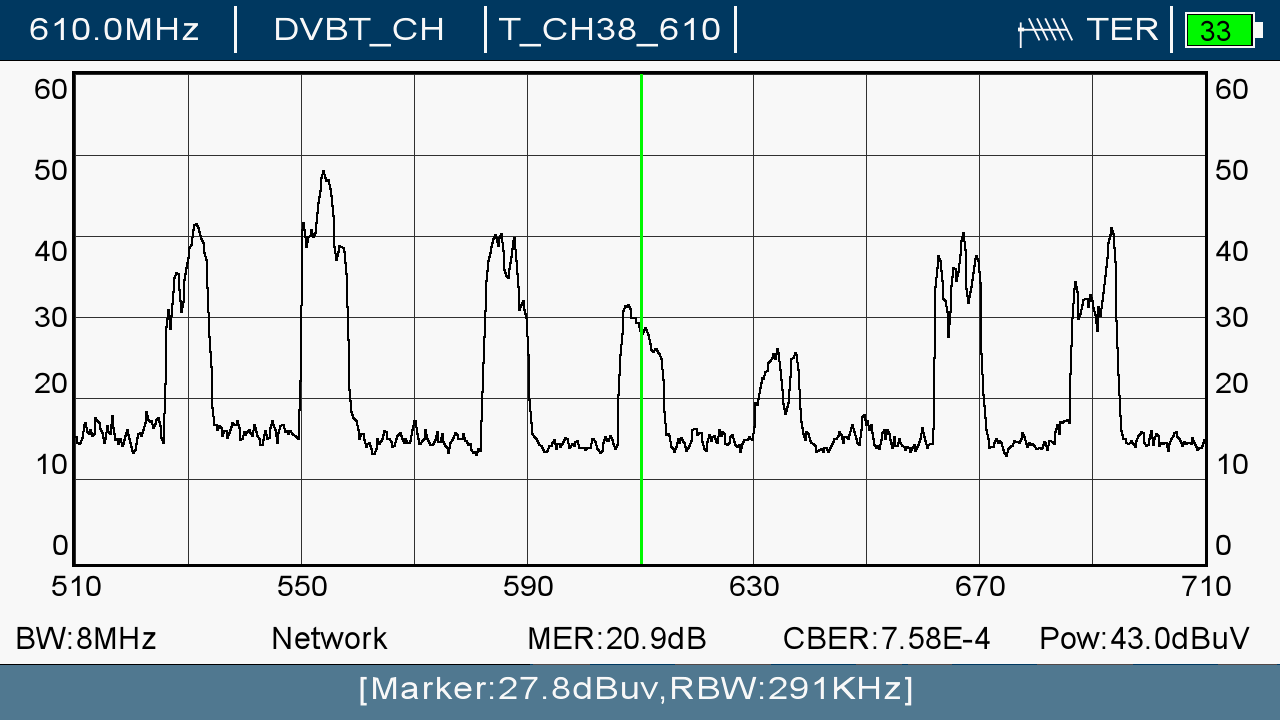 610.0MHz DVBT_CH T_CH38_610 TER 33
60 60
50 50
40 40
30 30
20 20
10 10
0 0
510 550 590 630 670 710
BW:8MHz Network MER:20.9dB CBER:7.58E-4 Pow:43.0dBuV
[Marker:27.8dBuv,RBW:291KHz]